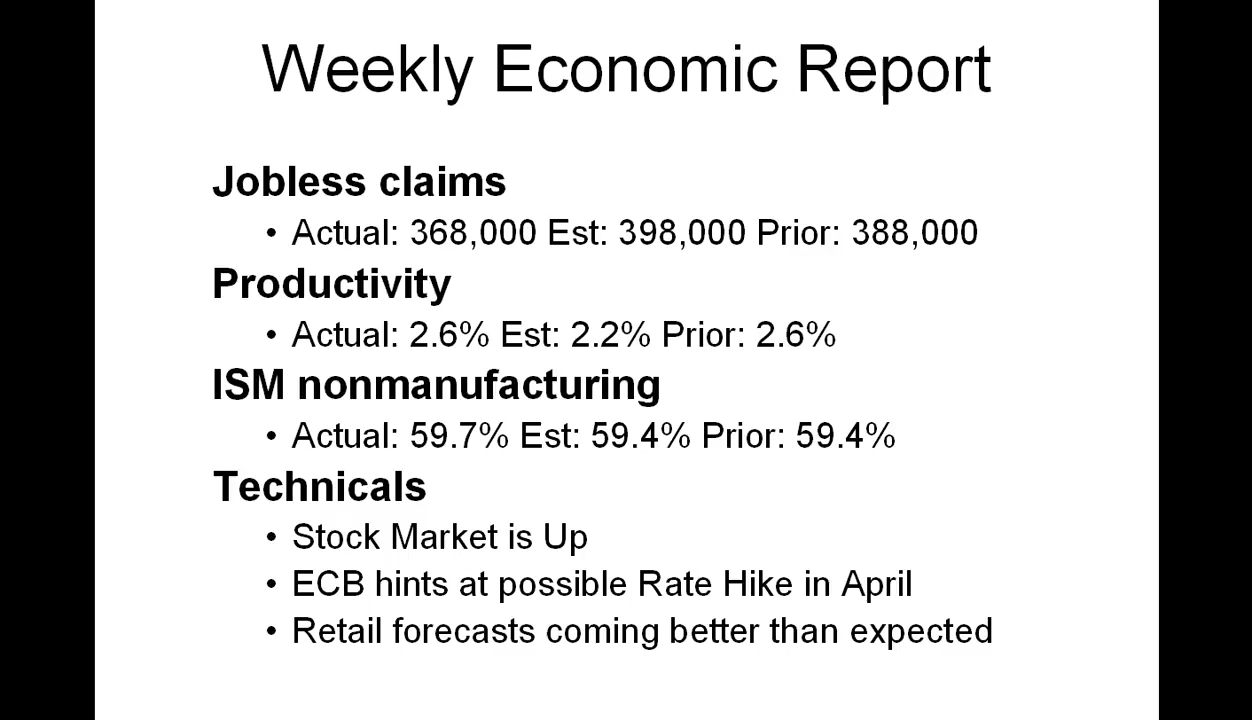 Weekly Economic Report
Jobless claims
• Actual: 368,000 Est: 398,000 Prior: 388,000
Productivity
• Actual: 2.6% Est: 2.2% Prior: 2.6%
ISM nonmanufacturing
• Actual: 59.7% Est: 59.4% Prior: 59.4%
Technicals
• Stock Market is Up
• ECB hints at possible Rate Hike in April
• Retail forecasts coming better than expected